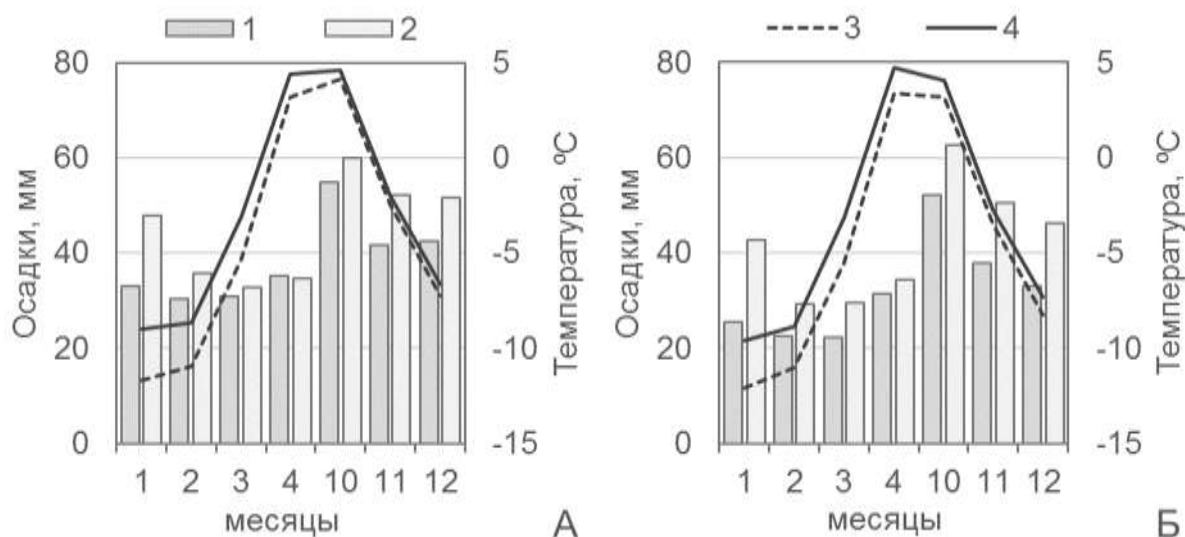 1 2 3 4
80 5 80 5
60 0 60 0
40 -5 40 -5
20 -10 20 -10
0 -15 0 -15
Осадки, мм
Температура, ºС
Осадки, мм
Температура, ºС
1 2 3 4 10 11 12 1 2 3 4 10 11 12
месяцы А месяцы Б